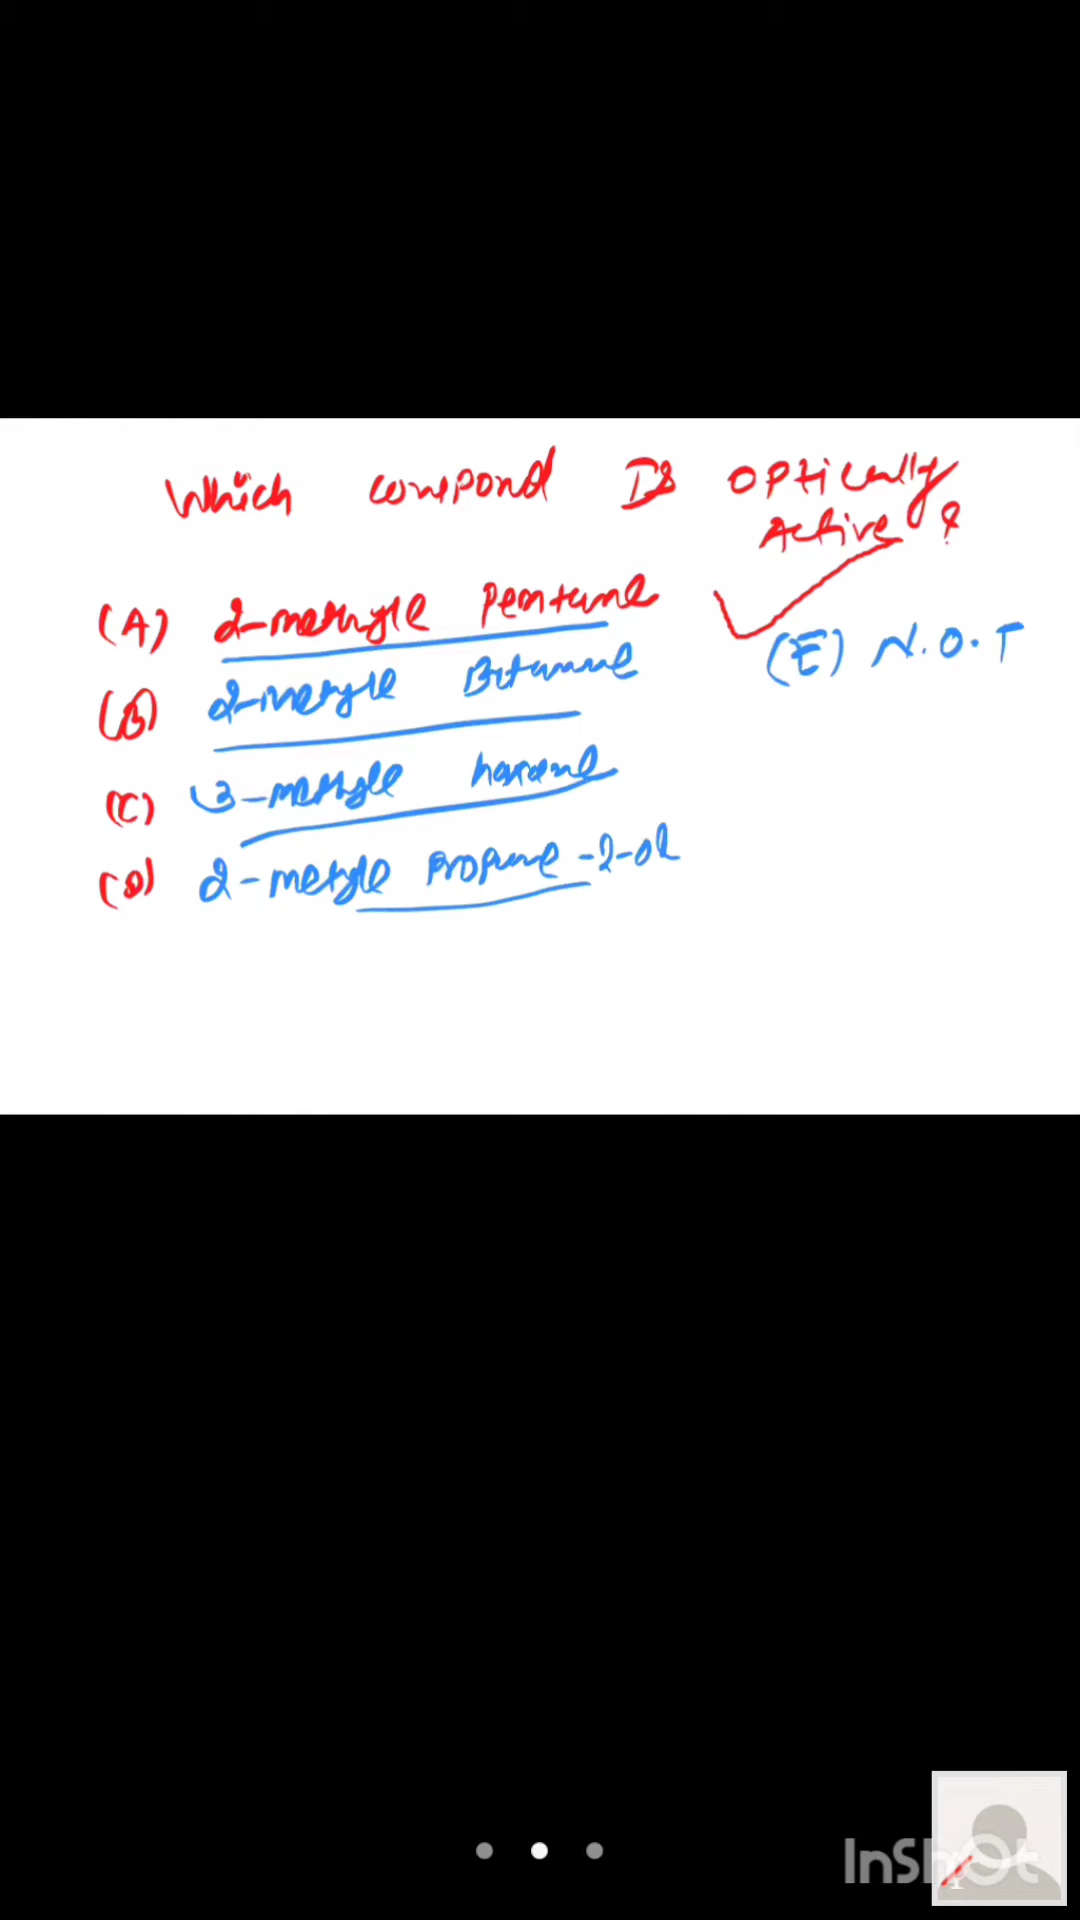 Which compond Is optically
Active ?
(A) 2-methyle Pentane
(E) N.O.T
(B) 2-metyle Butanne
(C) 3-methyle hexane
(D) 2-metyle propane-2-ol
InShot